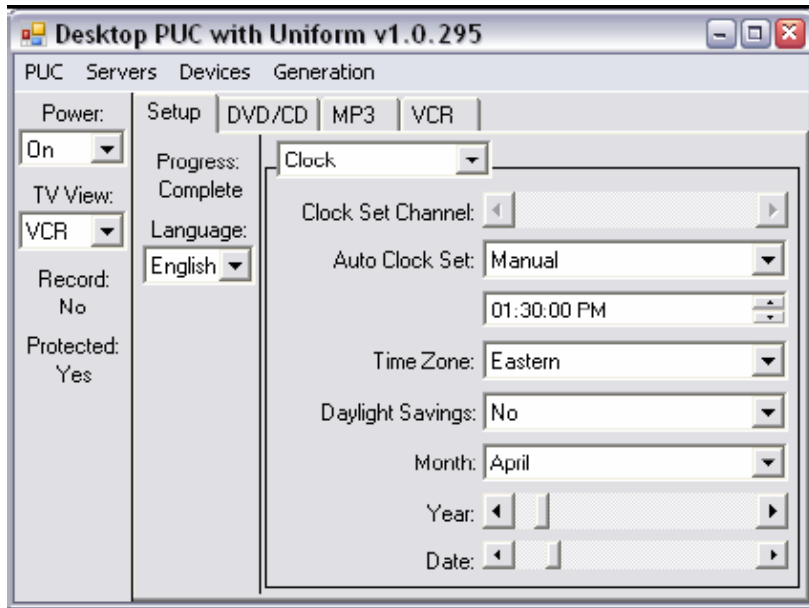 Desktop PUC with Uniform v1.0.295
PUC Servers Devices Generation
Power:
On
TV View:
VCR
Record:
No
Protected:
Yes
Setup DVD/CD MP3 VCR
Progress:
Complete
Language:
English
Clock
Clock Set Channel:
Auto Clock Set: Manual
01:30:00 PM
Time Zone: Eastern
Daylight Savings: No
Month: April
Year:
Date: